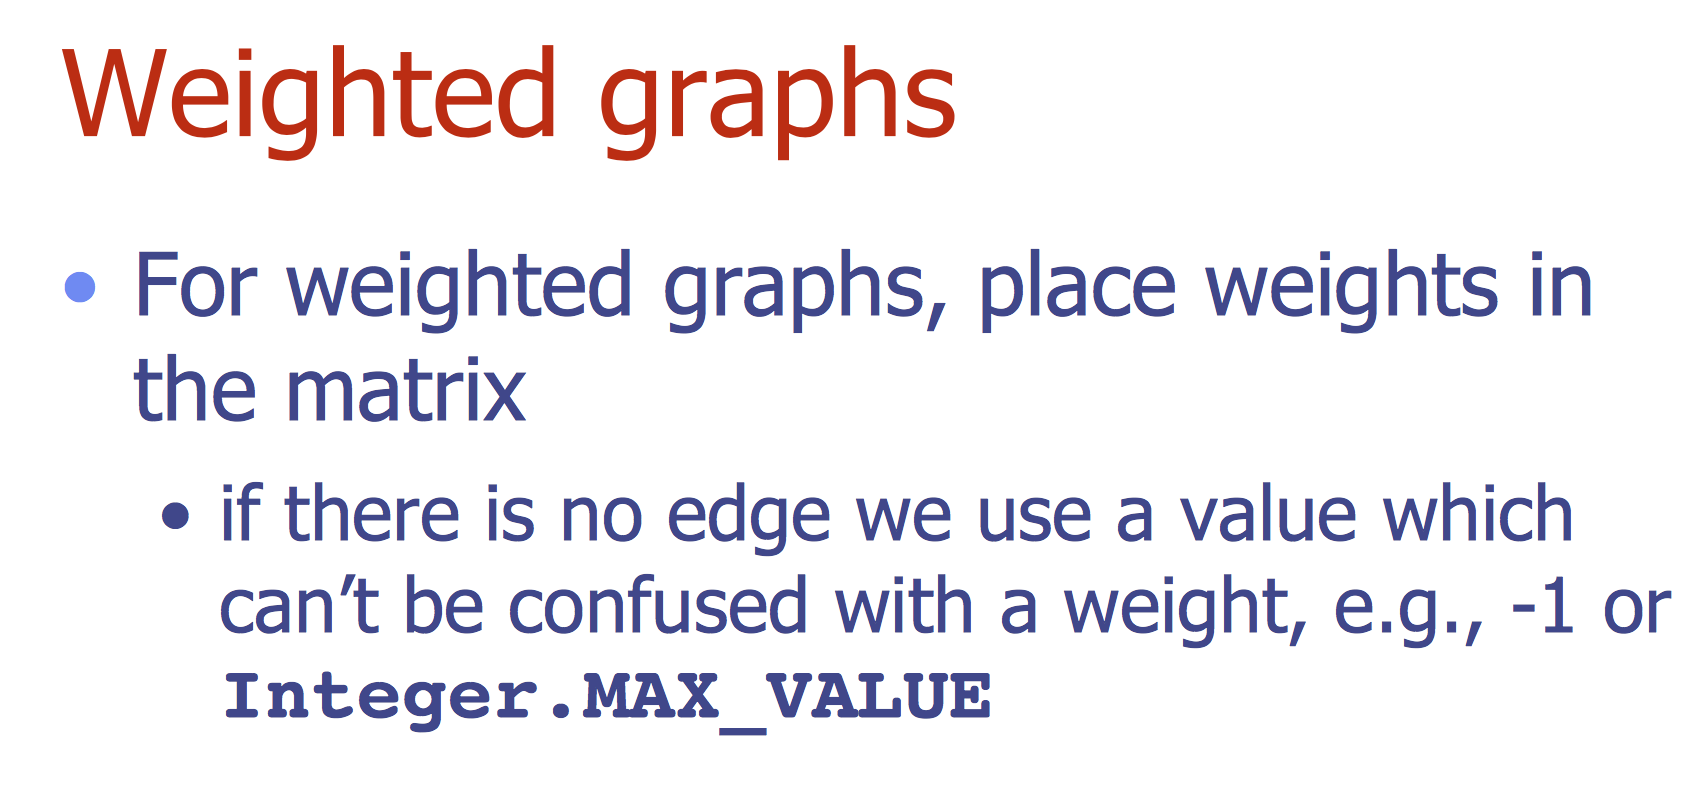 Weighted graphs
• For weighted graphs, place weights in
the matrix
• if there is no edge we use a value which
can’t be confused with a weight, e.g., -1 or
Integer.MAX_VALUE